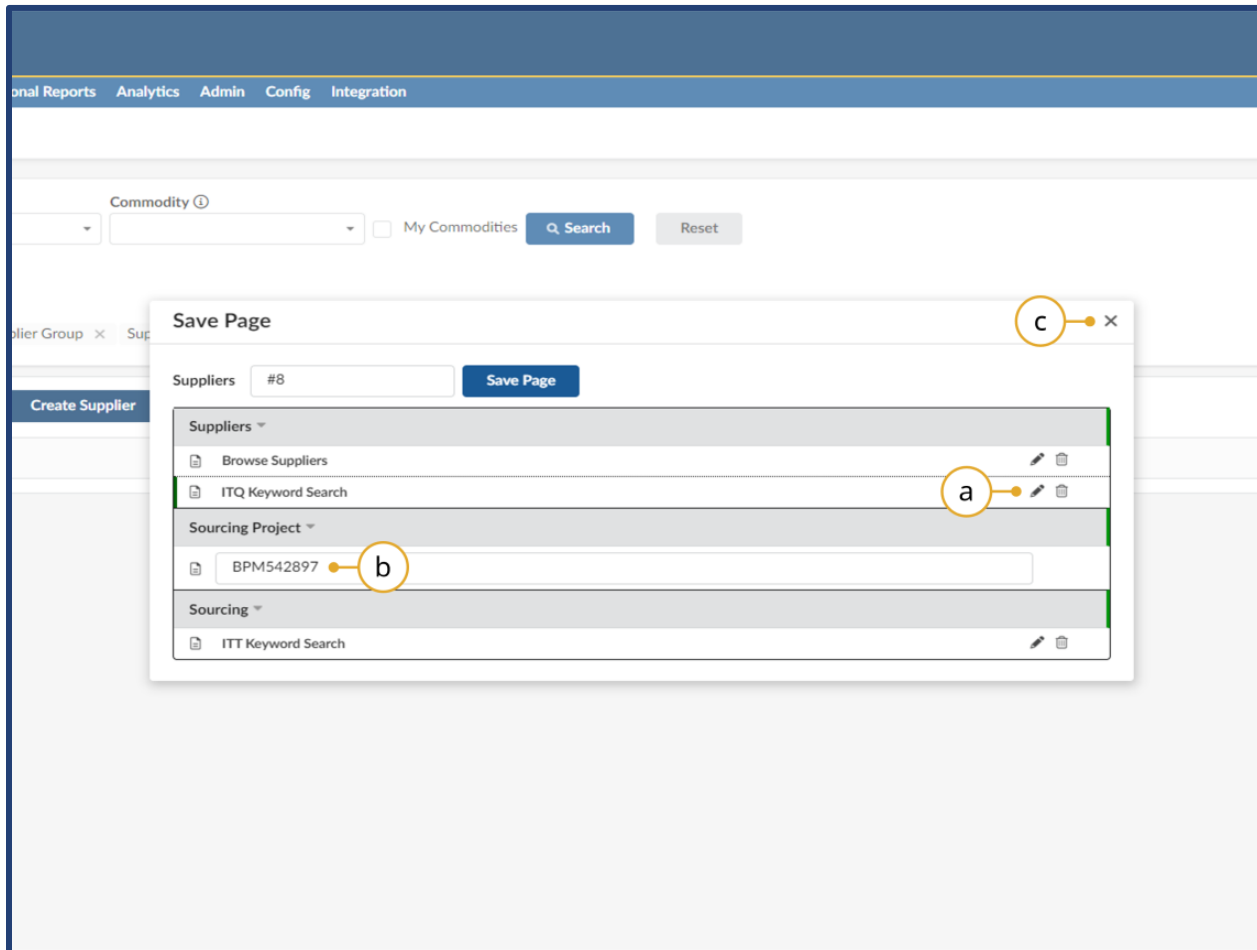 onal Reports Analytics Admin Config Integration
Commodity
My Commodities Search Reset
plier Group × Sup
Save Page
c
Suppliers #8 Save Page
Create Supplier
Suppliers
Browse Suppliers
ITQ Keyword Search
a
Sourcing Project
BPM542897 b
Sourcing
ITT Keyword Search